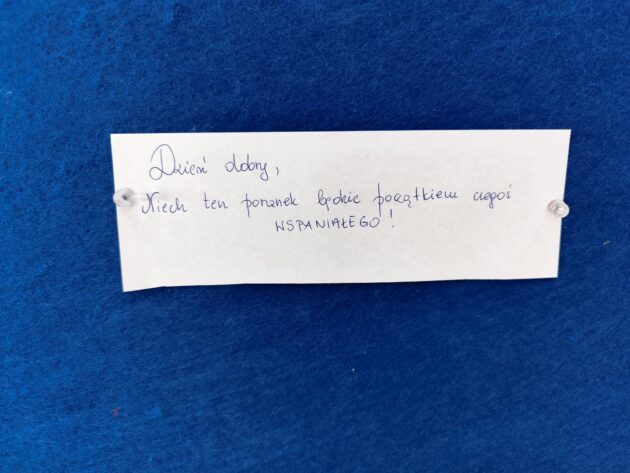 Dzień dobry,
Niech ten poranek będzie początkiem czegoś
WSPANIAŁEGO!